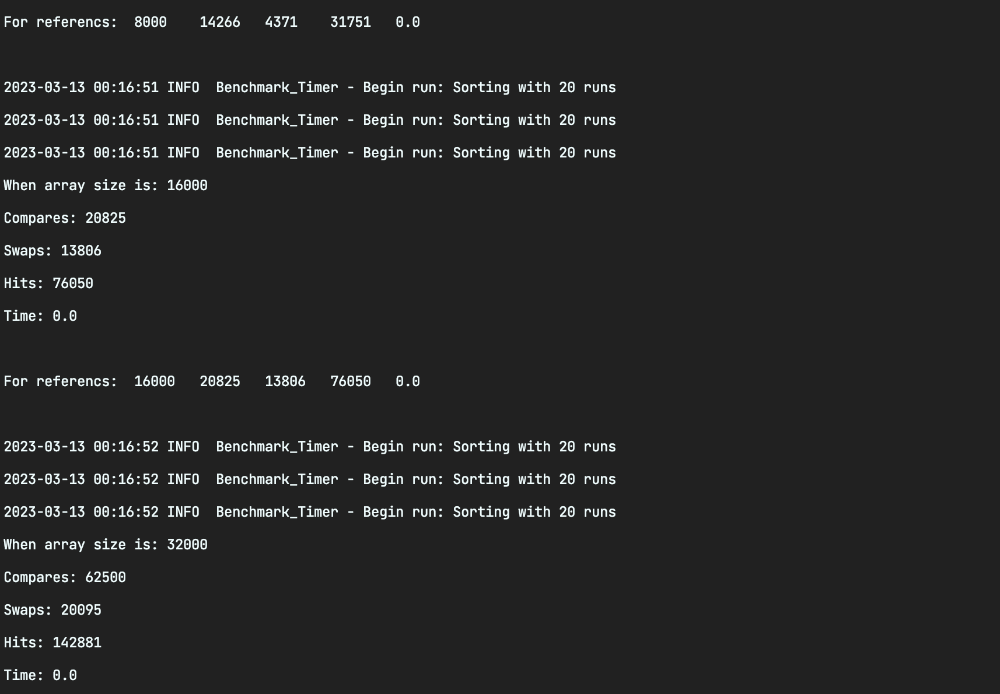 For referencs:  8000    14266   4371    31751   0.0
2023-03-13 00:16:51 INFO  Benchmark_Timer - Begin run: Sorting with 20 runs
2023-03-13 00:16:51 INFO  Benchmark_Timer - Begin run: Sorting with 20 runs
2023-03-13 00:16:51 INFO  Benchmark_Timer - Begin run: Sorting with 20 runs
When array size is: 16000
Compares: 20825
Swaps: 13806
Hits: 76050
Time: 0.0
For referencs:  16000   20825   13806   76050   0.0
2023-03-13 00:16:52 INFO  Benchmark_Timer - Begin run: Sorting with 20 runs
2023-03-13 00:16:52 INFO  Benchmark_Timer - Begin run: Sorting with 20 runs
2023-03-13 00:16:52 INFO  Benchmark_Timer - Begin run: Sorting with 20 runs
When array size is: 32000
Compares: 62500
Swaps: 20095
Hits: 142881
Time: 0.0